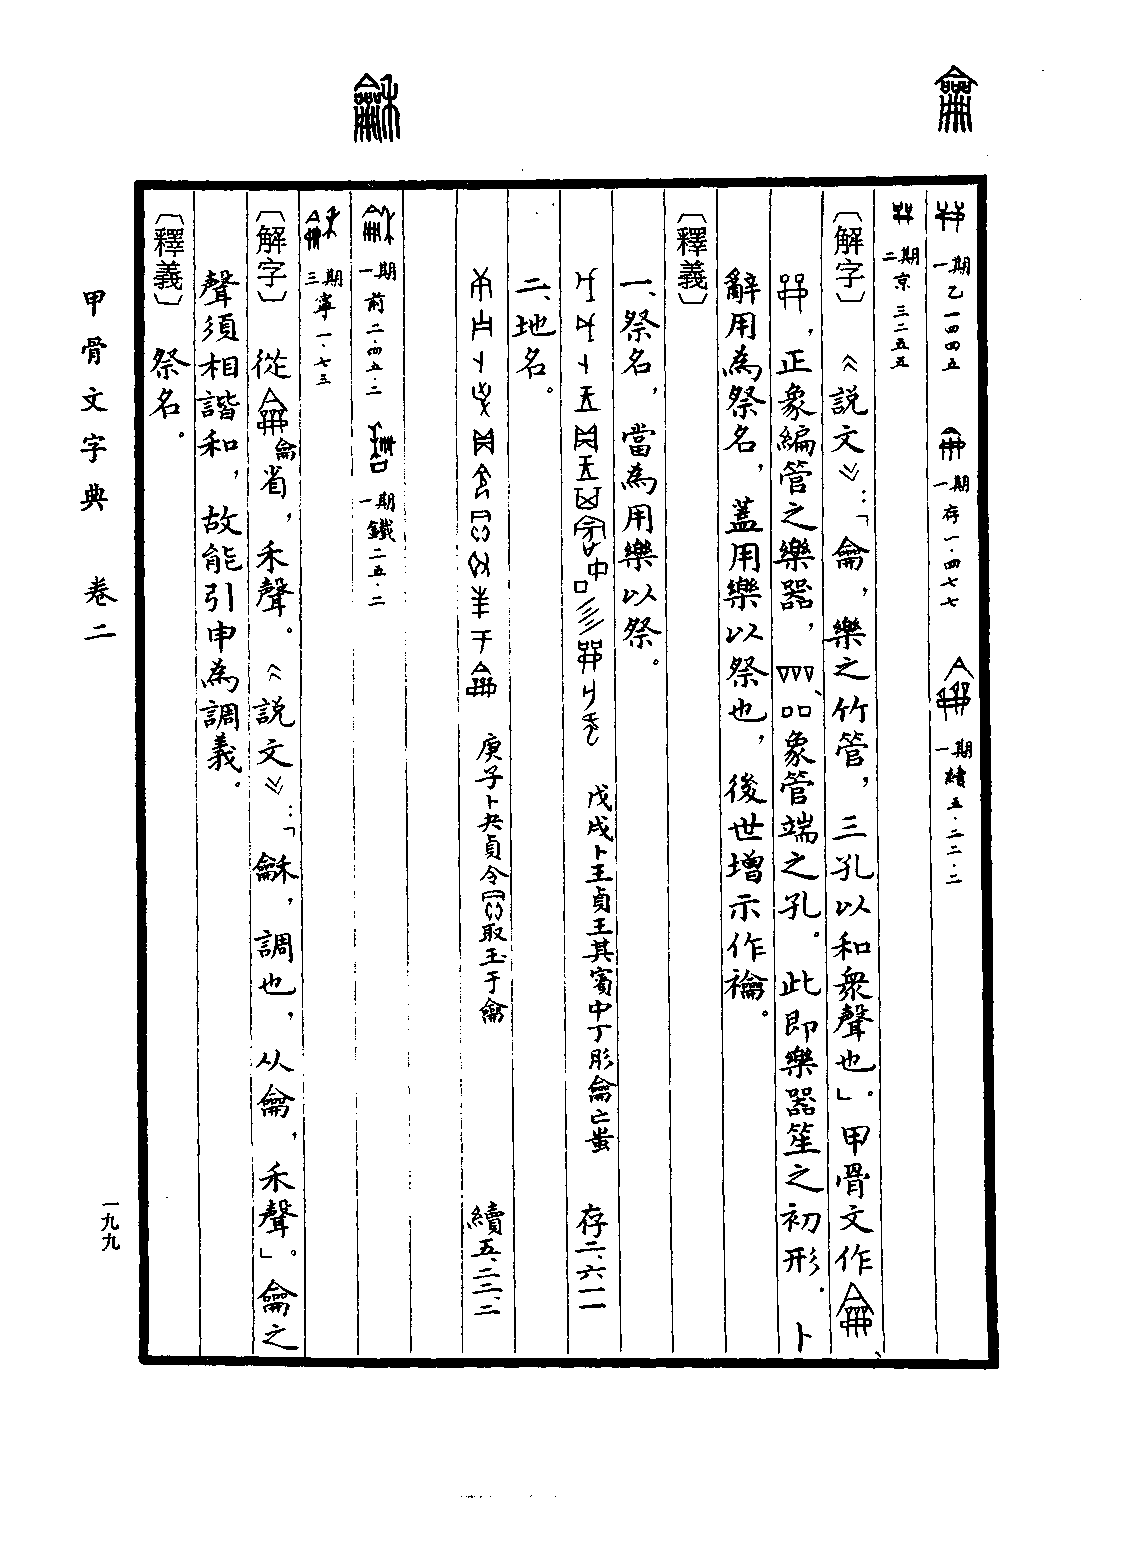 龠
龢
一期乙一四四五 一期存一·四七七 一期續五·二二·二
二期京三二五五
〔解字〕 《說文》：「龠，樂之竹管，三孔以和衆聲也」。甲骨文作
，正象編管之樂器，象管端之孔。此即樂器笙之初形．卜
辭用為祭名，蓋用樂以祭也，後世增示作禴。
〔釋義〕
一、祭名，當為用樂以祭。
戊戌卜王貞王其賓中丁肜龠亡䖵 存二、六一一
二、地名。
庚子卜貞令取玉于龠 續五、二二、二
一期前二·四五·二 一期鐵二五·二
三期寧一·七三
〔解字〕 從龠省，禾聲。《說文》：「龢，調也，从龠，禾聲」。龠之
聲須相諧和，故能引申為調義．
〔釋義〕 祭名．
甲骨文字典 卷二
一九九